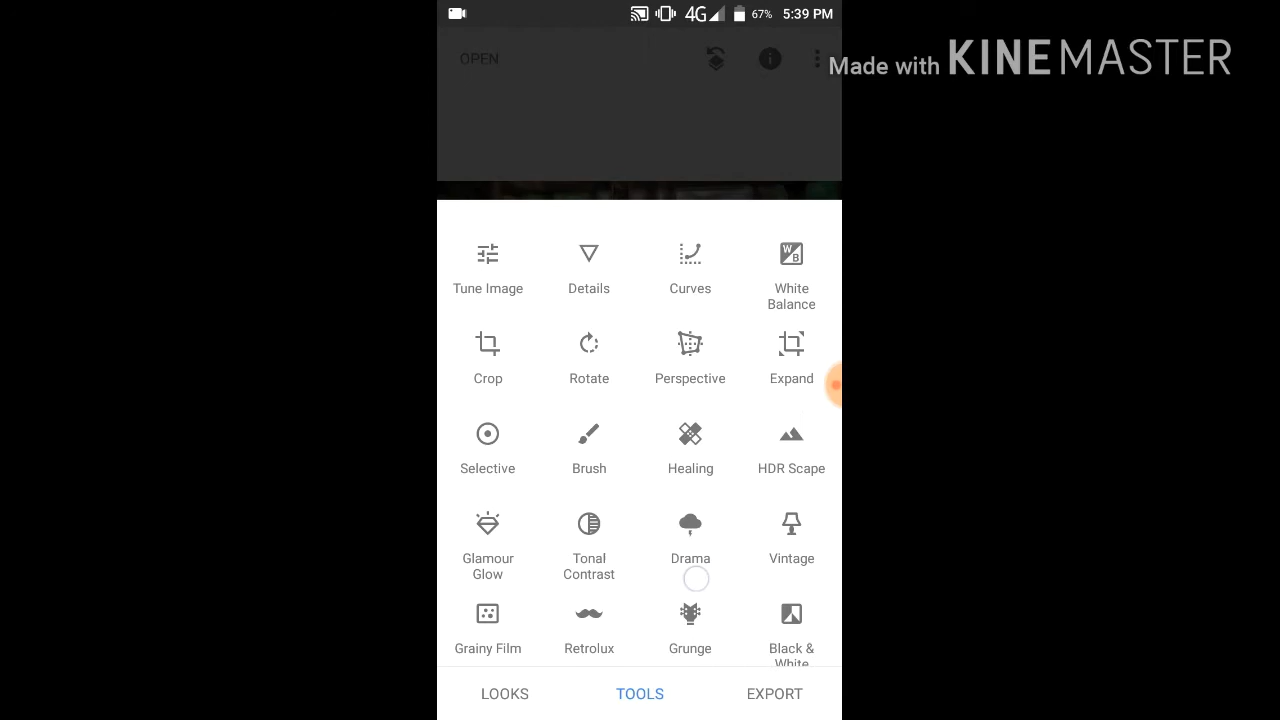 4G 67% 5:39 PM
OPEN
Made with KINEMASTER
Tune Image Details Curves White Balance
Crop Rotate Perspective Expand
Selective Brush Healing HDR Scape
Glamour Glow Tonal Contrast Drama Vintage
Grainy Film Retrolux Grunge Black & White
LOOKS TOOLS EXPORT